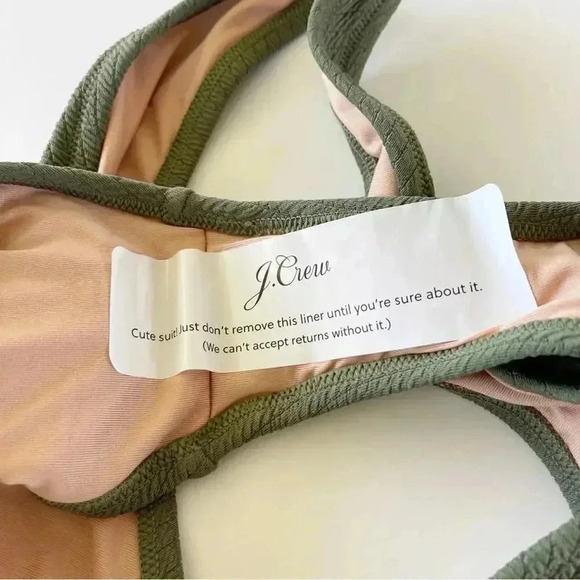 J.Crew
Cute suit! Just don't remove this liner until you're sure about it.
(We can't accept returns without it.)